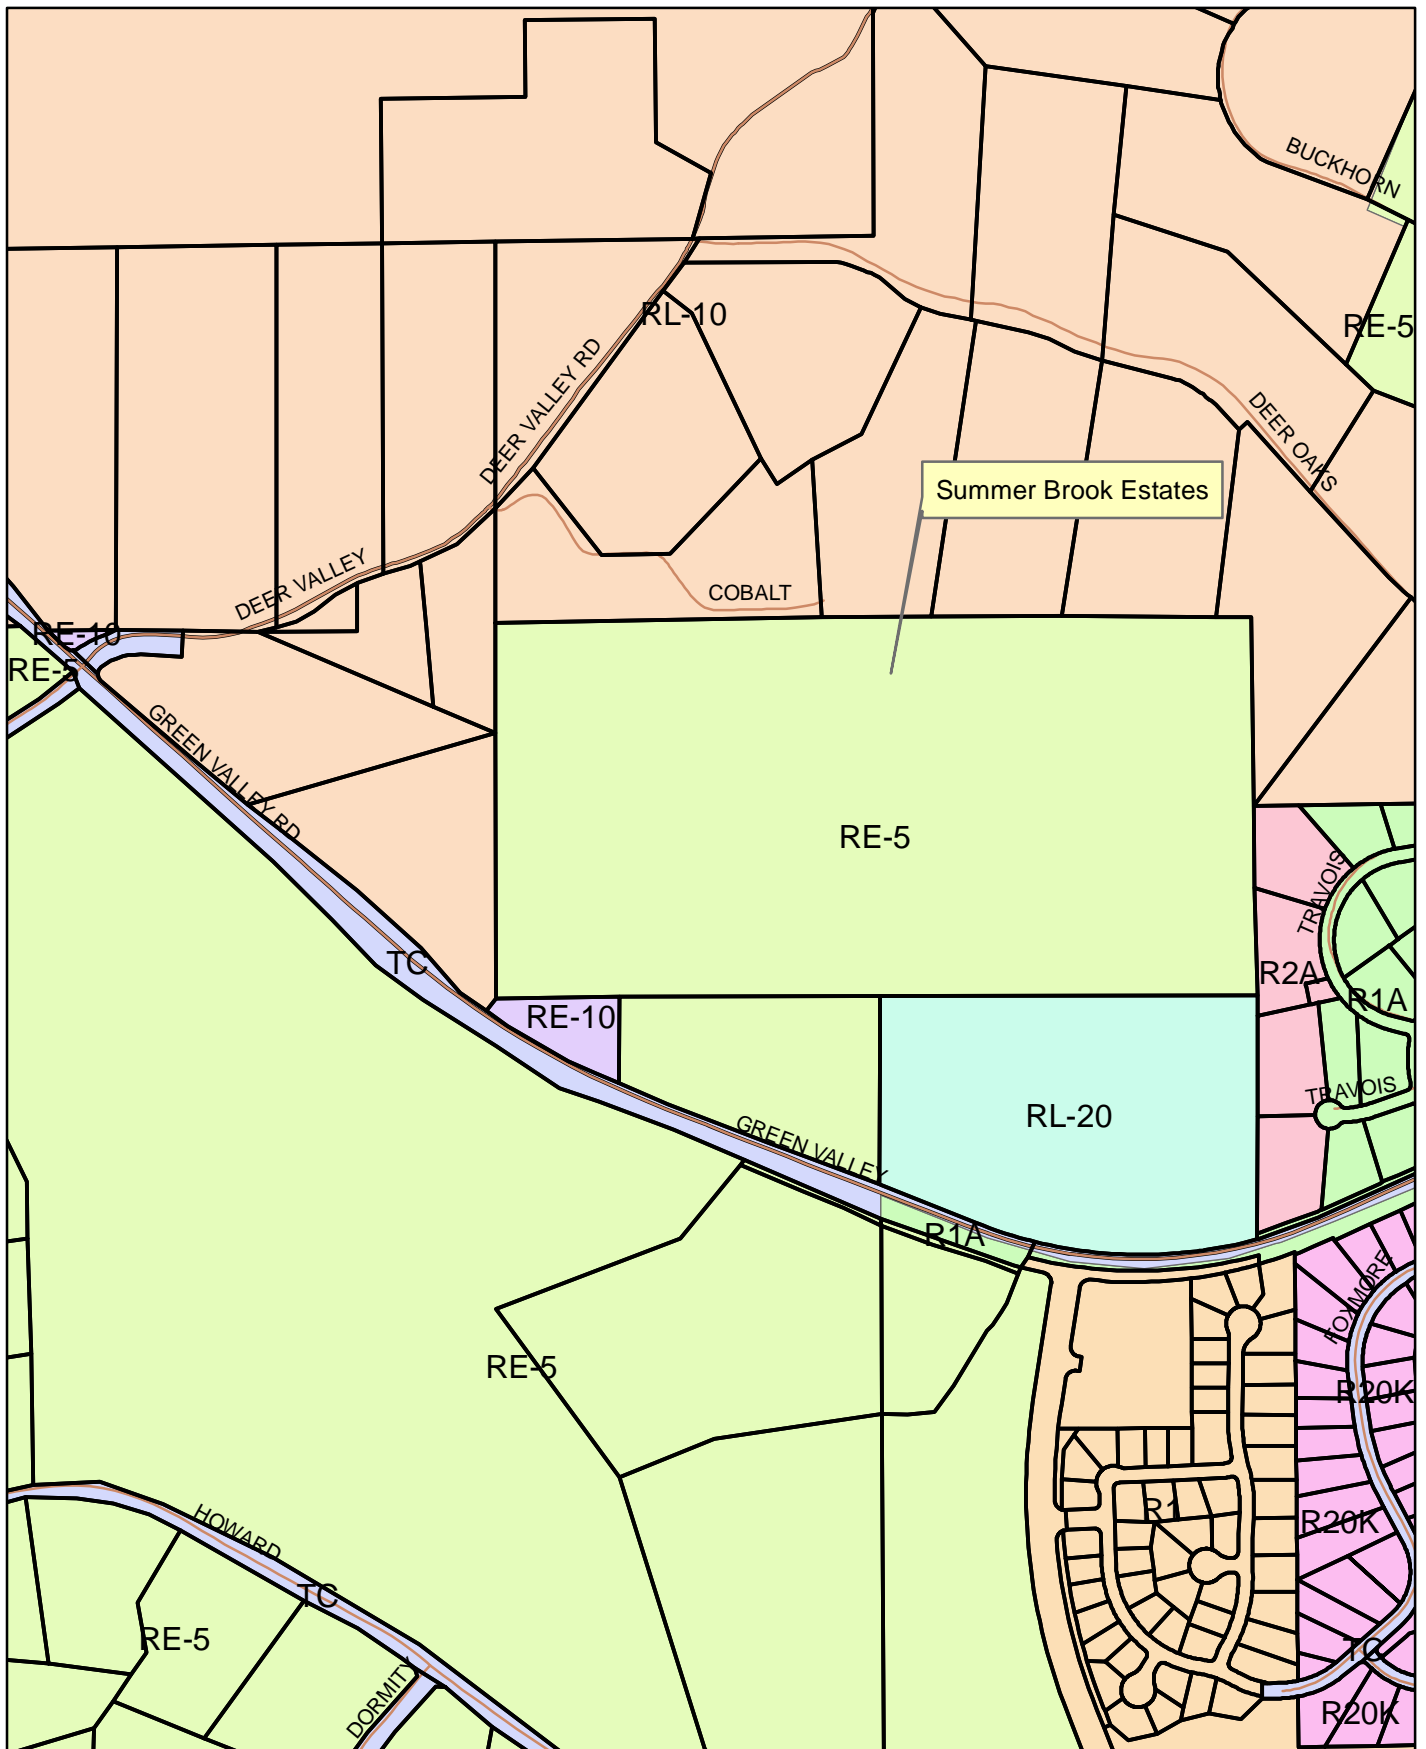 BUCKHORN
RL-10
RE-5
DEER VALLEY RD
DEER OAKS
Summer Brook Estates
DEER VALLEY
COBALT
RE-10
RE-5
GREEN VALLEY RD
RE-5
TRAVOIS
TC
R2A
R1A
RE-10
TRAVOIS
RL-20
GREEN VALLEY
R1A
FOXMORE
RE-5
R20K
R1
R20K
HOWARD
TC
RE-5
TC
DORMITY
R20K